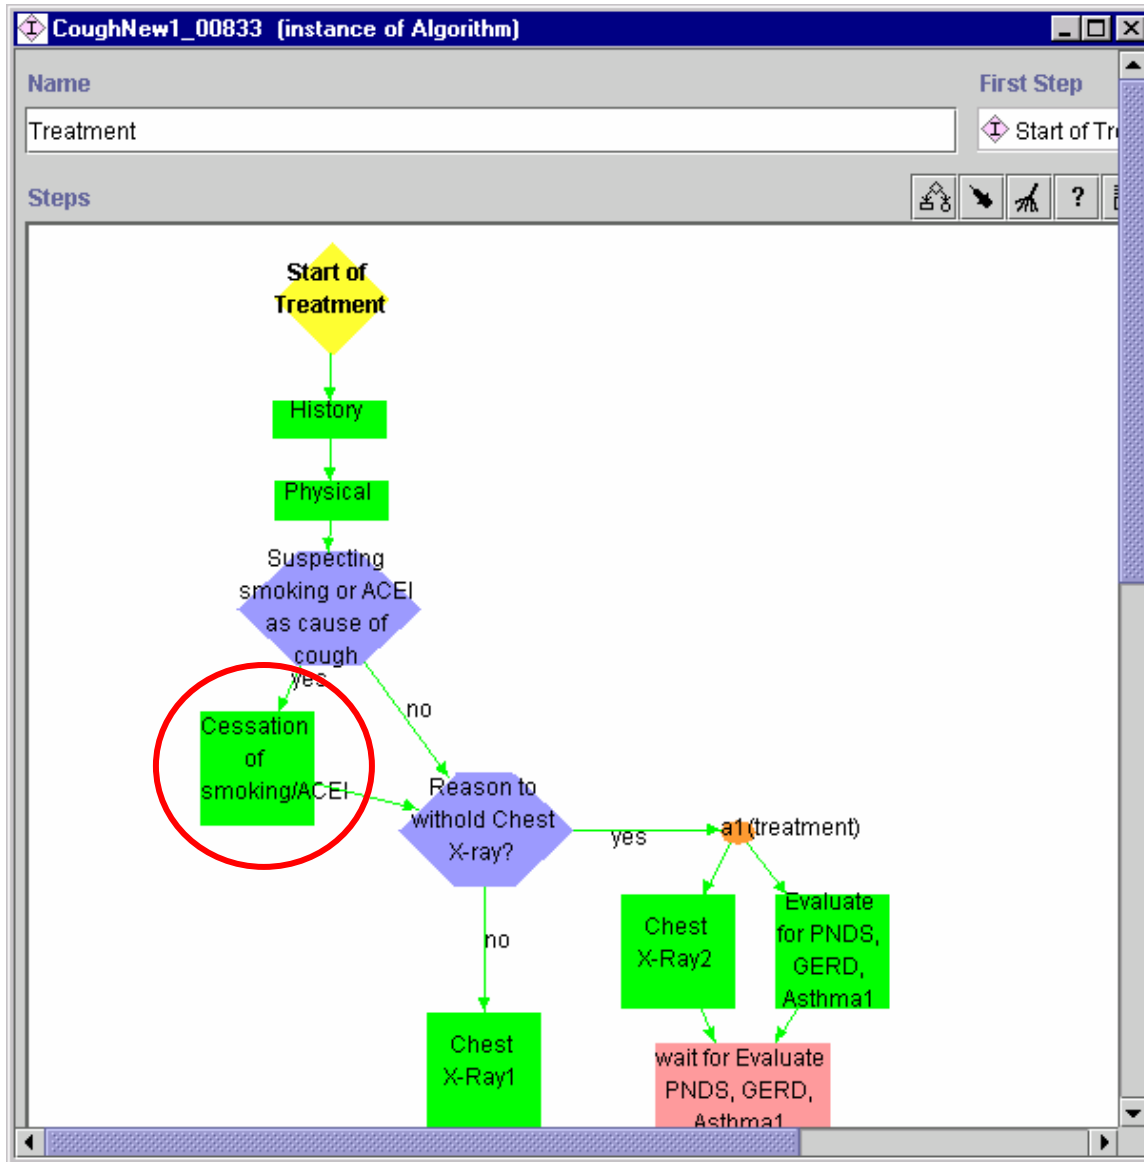 CoughNew1_00833 (instance of Algorithm)
Name
First Step
Treatment
Start of Tr
Steps
?
Start of
Treatment
History
Physical
Suspecting
smoking or ACEI
as cause of
cough
yes
no
Cessation
of
smoking/ACEI
Reason to
withold Chest
X-ray?
yes
a1(treatment)
no
Chest
X-Ray2
Evaluate
for PNDS,
GERD,
Asthma1
Chest
X-Ray1
wait for Evaluate
PNDS, GERD,
Asthma1